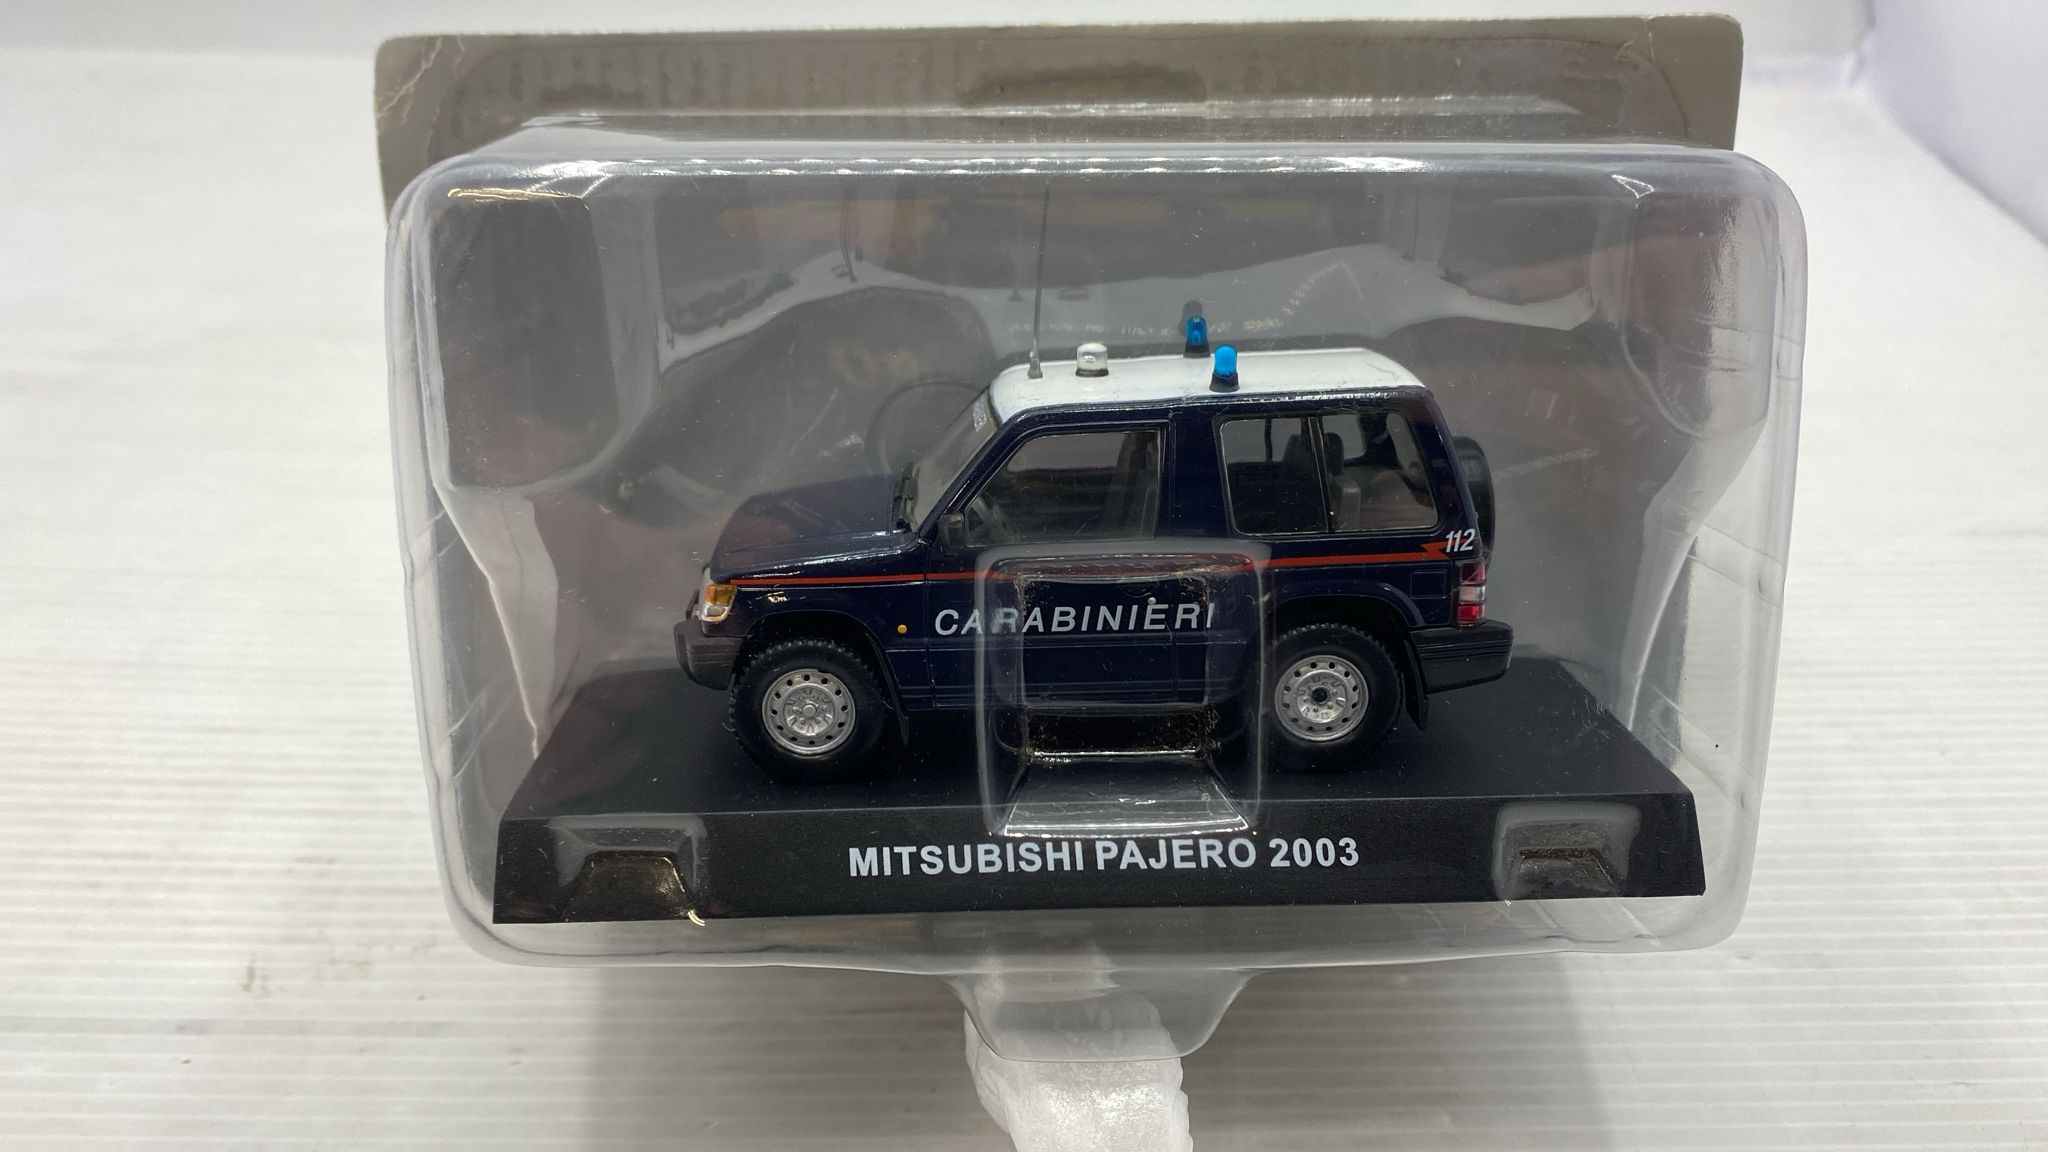 112
CARABINIERI
MITSUBISHI PAJERO 2003